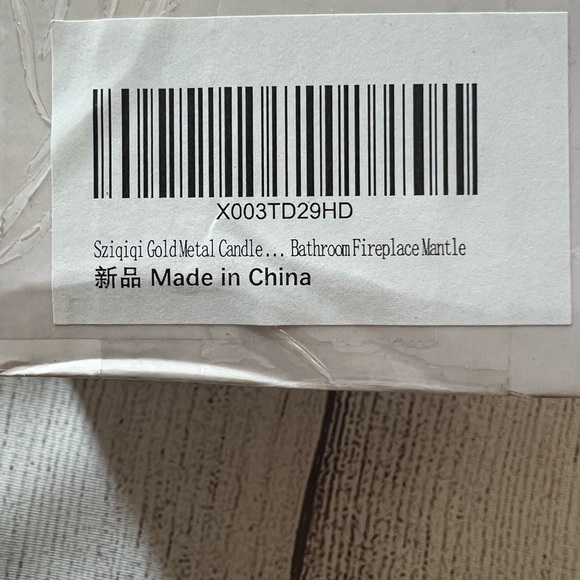 X003TD29HD
Sziqiqi Gold Metal Candle... Bathroom Fireplace Mantle
新品 Made in China